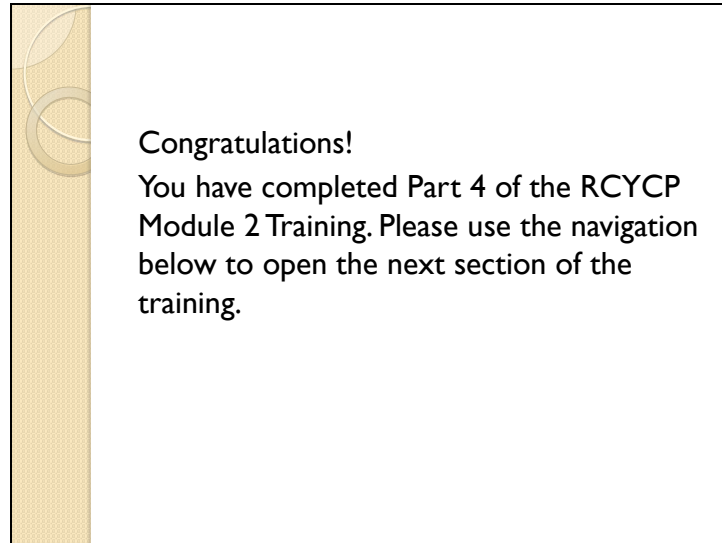 Congratulations!
You have completed Part 4 of the RCYCP
Module 2 Training. Please use the navigation
below to open the next section of the
training.